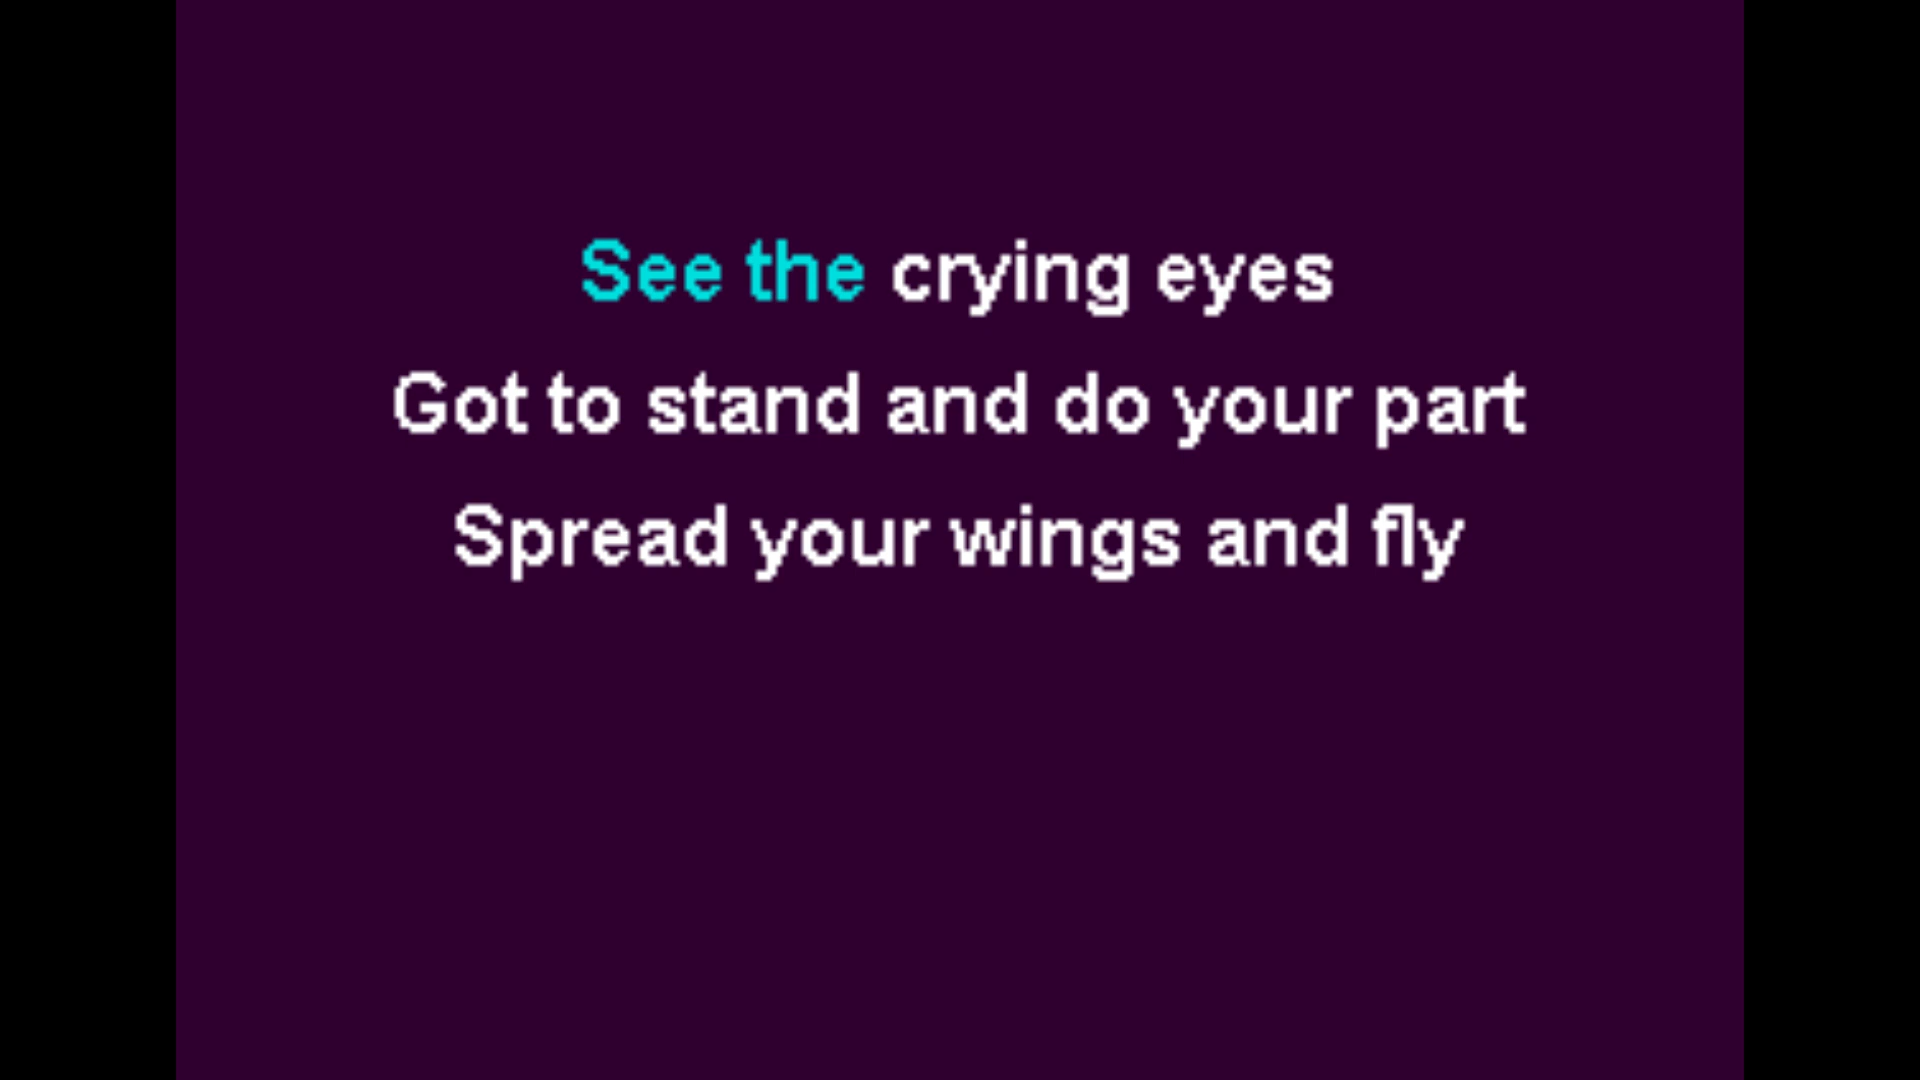 See the crying eyes
Got to stand and do your part
Spread your wings and fly